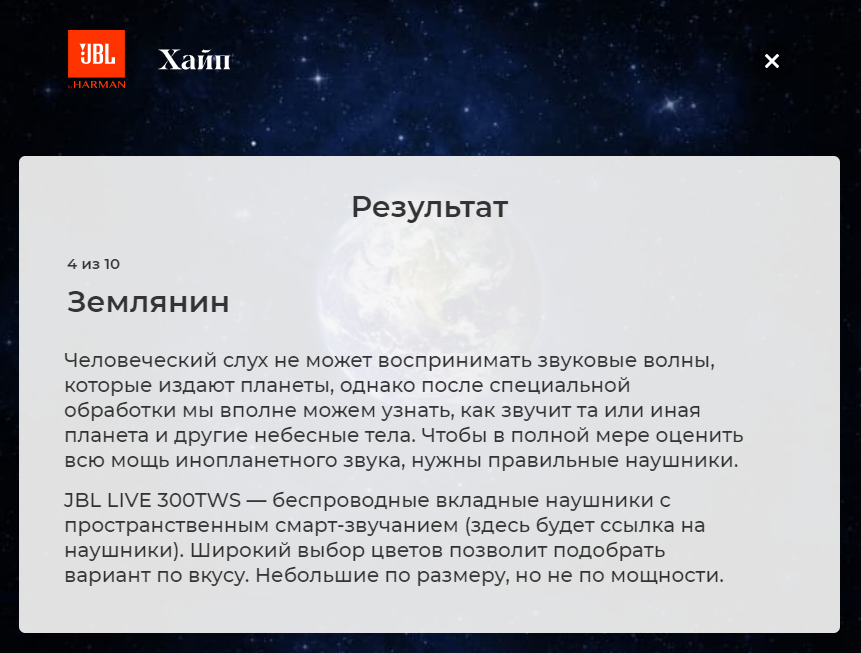 JBL
by HARMAN
Хайп
Результат
4 из 10
Землянин
Человеческий слух не может воспринимать звуковые волны,
которые издают планеты, однако после специальной
обработки мы вполне можем узнать, как звучит та или иная
планета и другие небесные тела. Чтобы в полной мере оценить
всю мощь инопланетного звука, нужны правильные наушники.
JBL LIVE 300TWS — беспроводные вкладные наушники с
пространственным смарт-звучанием (здесь будет ссылка на
наушники). Широкий выбор цветов позволит подобрать
вариант по вкусу. Небольшие по размеру, но не по мощности.